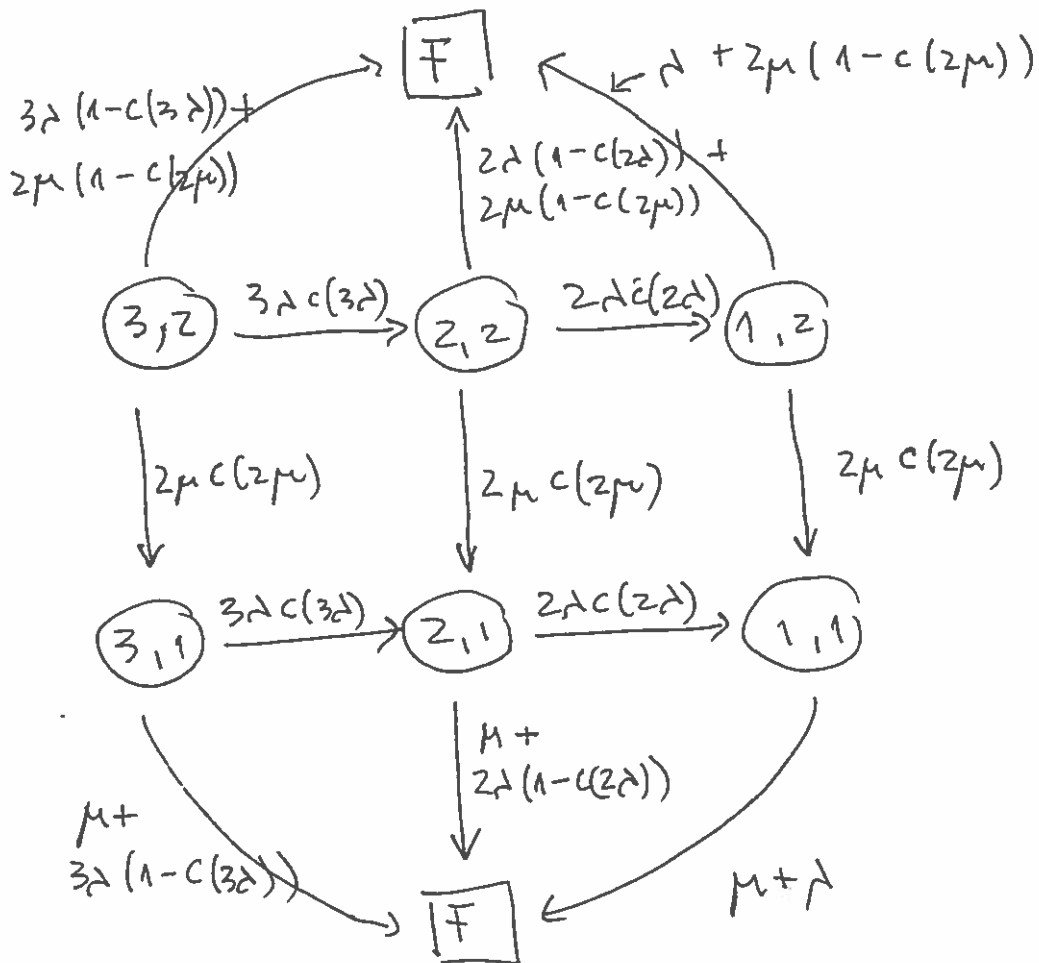 F
λ + 2μ(1-c(2μ))
3λ(1-c(3λ))+
2μ(1-c(2μ))
2λ(1-c(2λ)) +
2μ(1-c(2μ))
3,2
3λc(3λ)
2,2
2λc(2λ)
1,2
2μc(2μ)
2μc(2μ)
2μc(2μ)
3,1
3λc(3λ)
2,1
2λc(2λ)
1,1
μ+
3λ(1-c(3λ))
μ+
2λ(1-c(2λ))
μ+λ
F